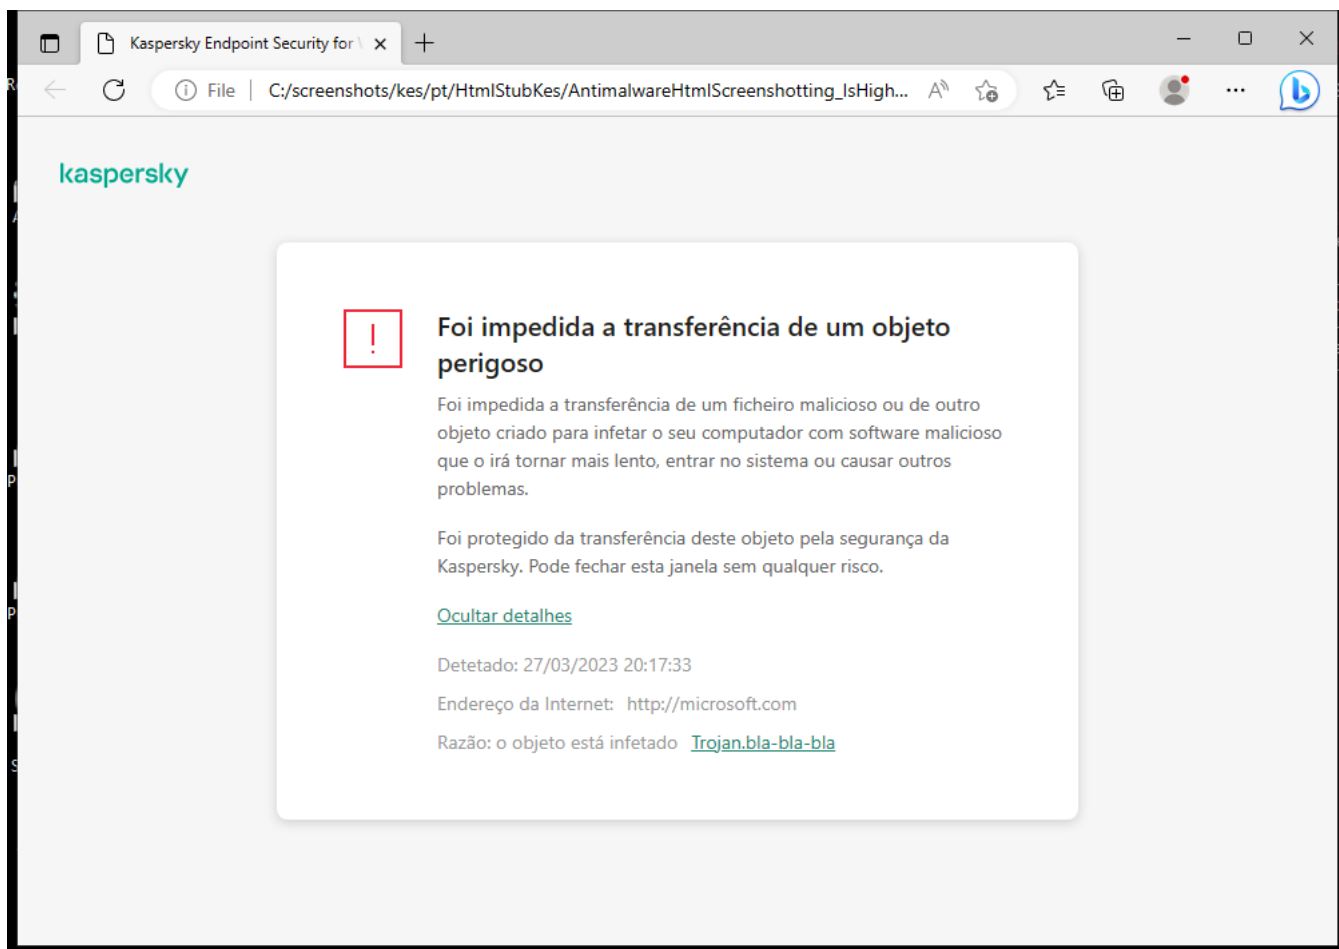 Kaspersky Endpoint Security for
File | C:/screenshots/kes/pt/HtmlStubKes/AntimalwareHtmlScreenshotting_IsHigh...
kaspersky
Foi impedida a transferência de um objeto
perigoso
Foi impedida a transferência de um ficheiro malicioso ou de outro
objeto criado para infetar o seu computador com software malicioso
que o irá tornar mais lento, entrar no sistema ou causar outros
problemas.
Foi protegido da transferência deste objeto pela segurança da
Kaspersky. Pode fechar esta janela sem qualquer risco.
Ocultar detalhes
Detetado: 27/03/2023 20:17:33
Endereço da Internet: http://microsoft.com
Razão: o objeto está infetado Trojan.bla-bla-bla